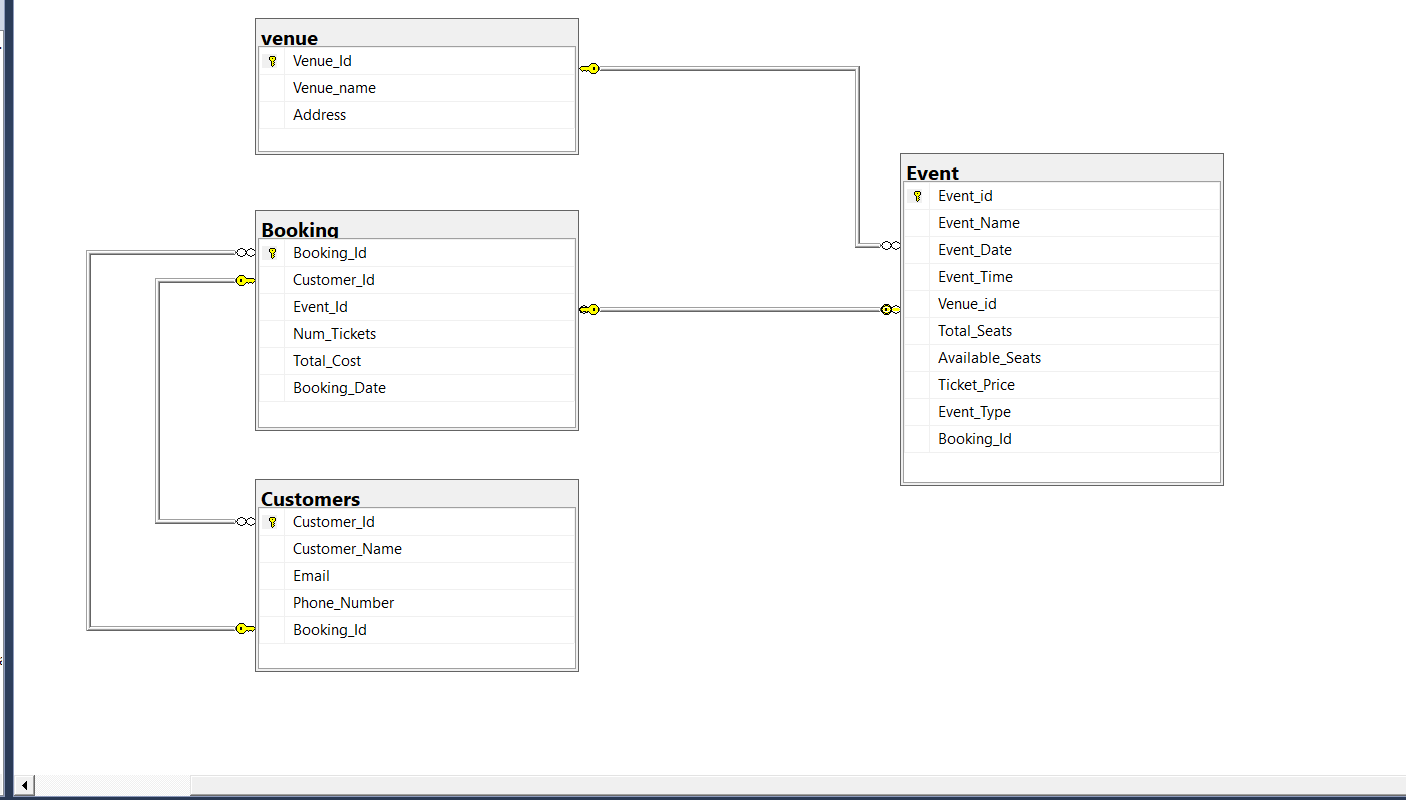 venue
Venue_Id
Venue_name
Address
Booking
Booking_Id
Customer_Id
Event_Id
Num_Tickets
Total_Cost
Booking_Date
Customers
Customer_Id
Customer_Name
Email
Phone_Number
Booking_Id
Event
Event_id
Event_Name
Event_Date
Event_Time
Venue_id
Total_Seats
Available_Seats
Ticket_Price
Event_Type
Booking_Id